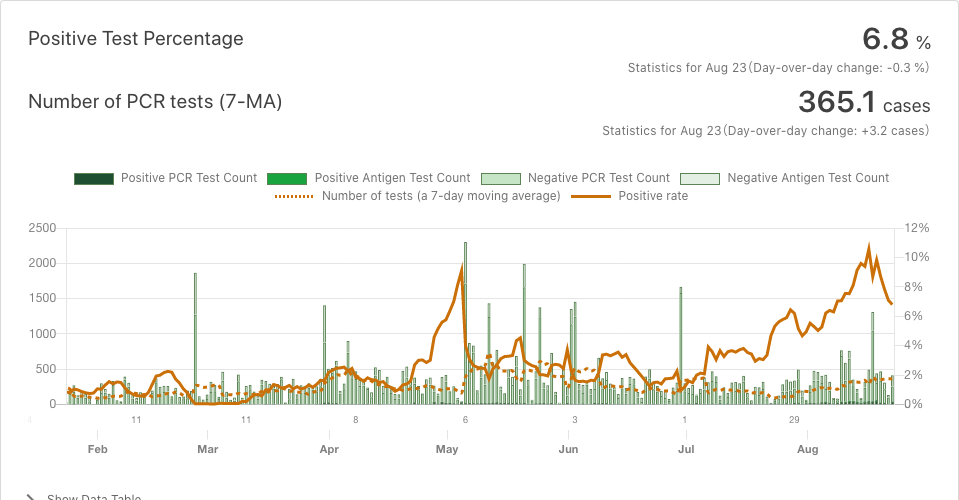 Positive Test Percentage
6.8 %
Statistics for Aug 23(Day-over-day change: -0.3 %)
Number of PCR tests (7-MA)
365.1 cases
Statistics for Aug 23(Day-over-day change: +3.2 cases)
Positive PCR Test Count Positive Antigen Test Count Negative PCR Test Count Negative Antigen Test Count
Number of tests (a 7-day moving average) Positive rate
2500 12%
2000 10%
1500 8%
6%
1000
4%
500 2%
0 0%
11 11 8 6 3 1 29
Feb Mar Apr May Jun Jul Aug
Show Data Table